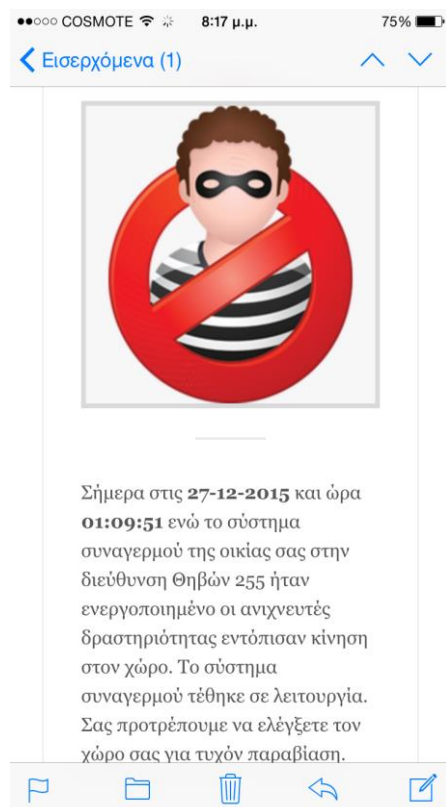 COSMOTE 8:17 μ.μ. 75%
Εισερχόμενα (1)
Σήμερα στις 27-12-2015 και ώρα
01:09:51 ενώ το σύστημα
συναγερμού της οικίας σας στην
διεύθυνση Θηβών 255 ήταν
ενεργοποιημένο οι ανιχνευτές
δραστηριότητας εντόπισαν κίνηση
στον χώρο. Το σύστημα
συναγερμού τέθηκε σε λειτουργία.
Σας προτρέπουμε να ελέγξετε τον
χώρο σας για τυχόν παραβίαση.